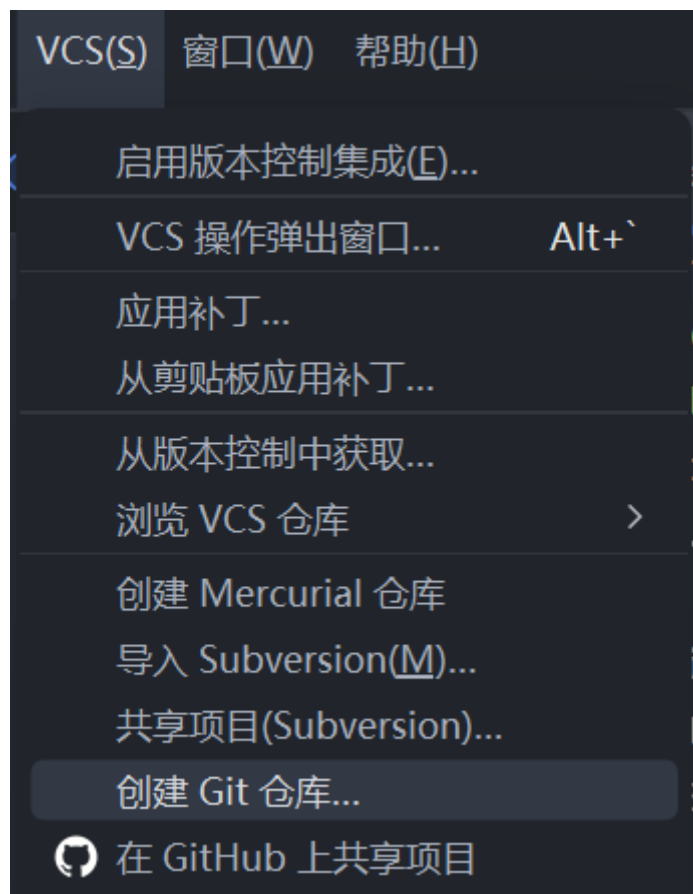 VCS(S) 窗口(W) 帮助(H)
启用版本控制集成(E)...
VCS 操作弹出窗口... Alt+`
应用补丁...
从剪贴板应用补丁...
从版本控制中获取...
浏览 VCS 仓库
创建 Mercurial 仓库
导入 Subversion(M)...
共享项目(Subversion)...
创建 Git 仓库...
在 GitHub 上共享项目